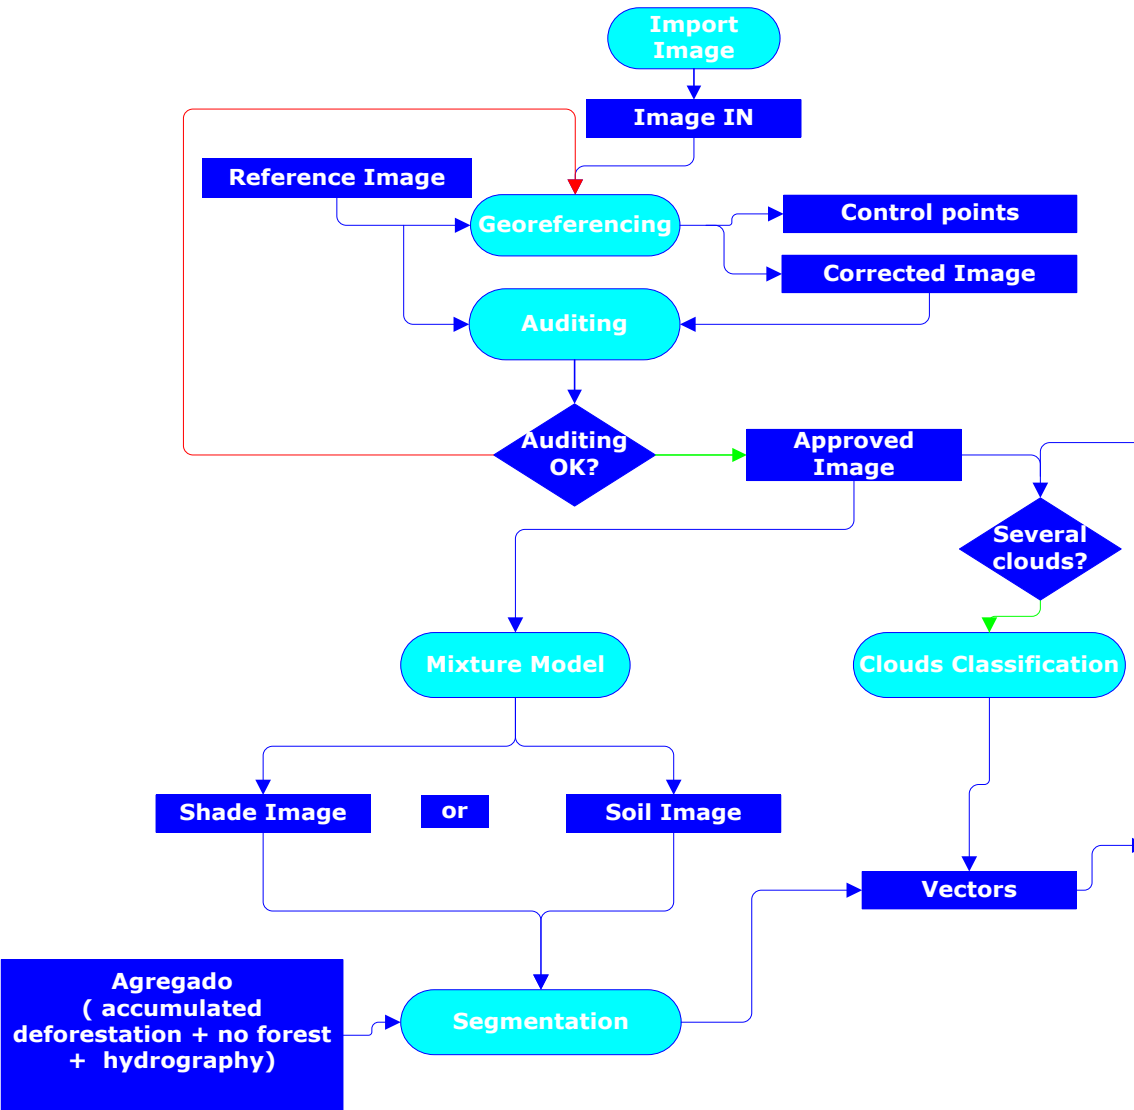 Import
Image
Image IN
Reference Image
Control points
Georeferencing
Corrected Image
Auditing
Auditing
OK?
Approved
Image
Several
clouds?
Mixture Model
Clouds Classification
Shade Image
or
Soil Image
Vectors
Agregado
( accumulated
deforestation + no forest
+ hydrography)
Segmentation